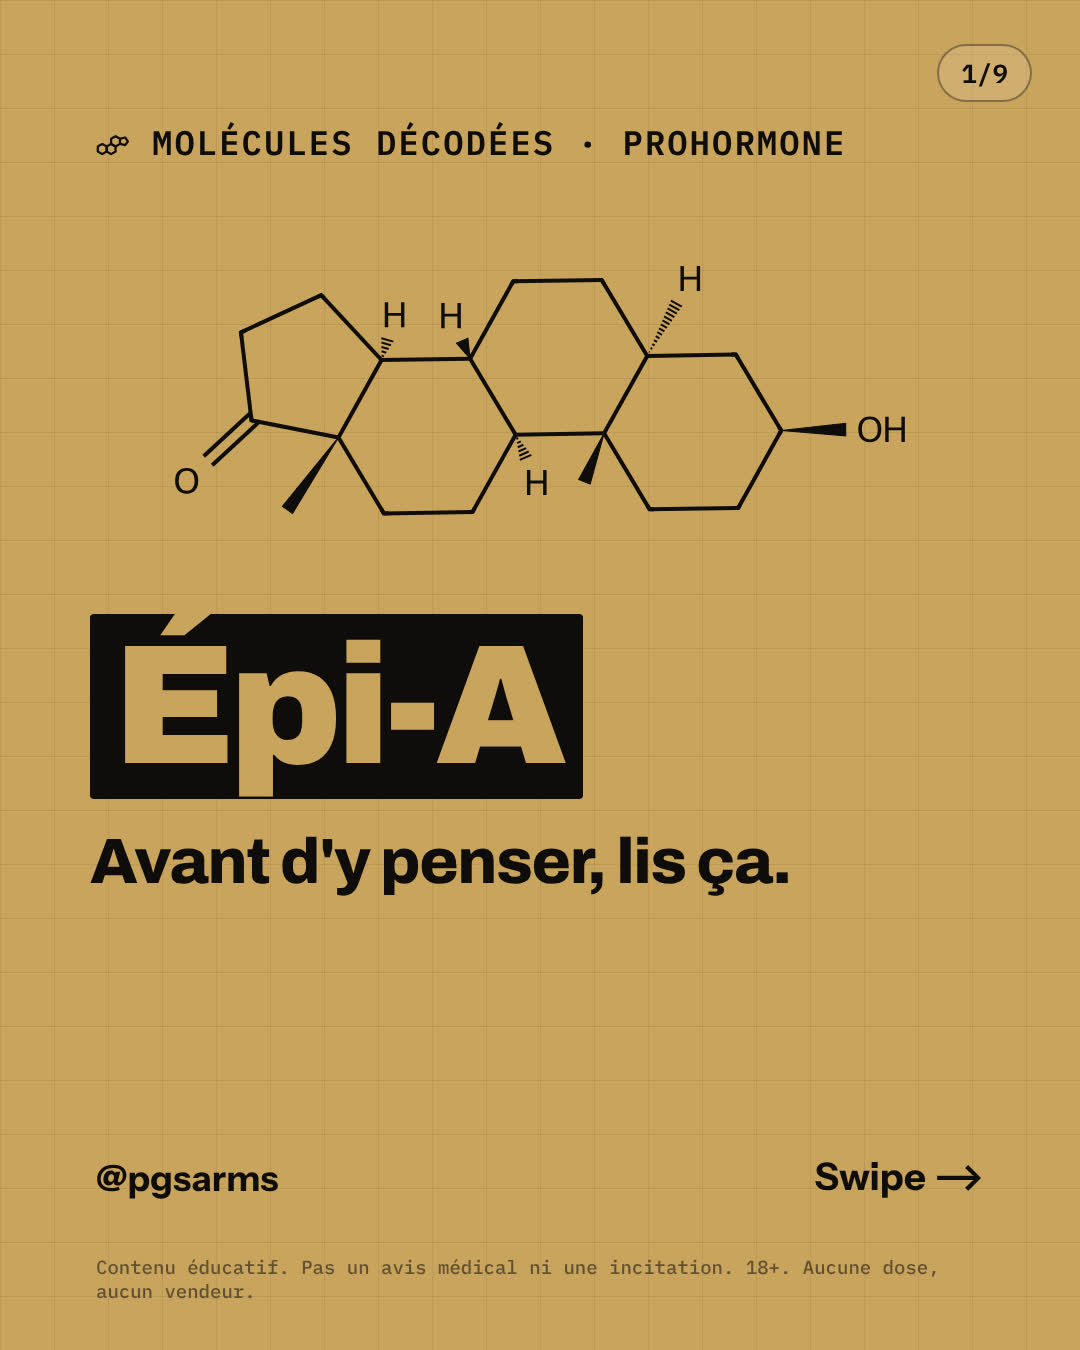 1/9
MOLÉCULES DÉCODÉES · PROHORMONE
H
H H
OH
O
H
Épi-A
Avant d'y penser, lis ça.
@pgsarms
Swipe →
Contenu éducatif. Pas un avis médical ni une incitation. 18+. Aucune dose,
aucun vendeur.